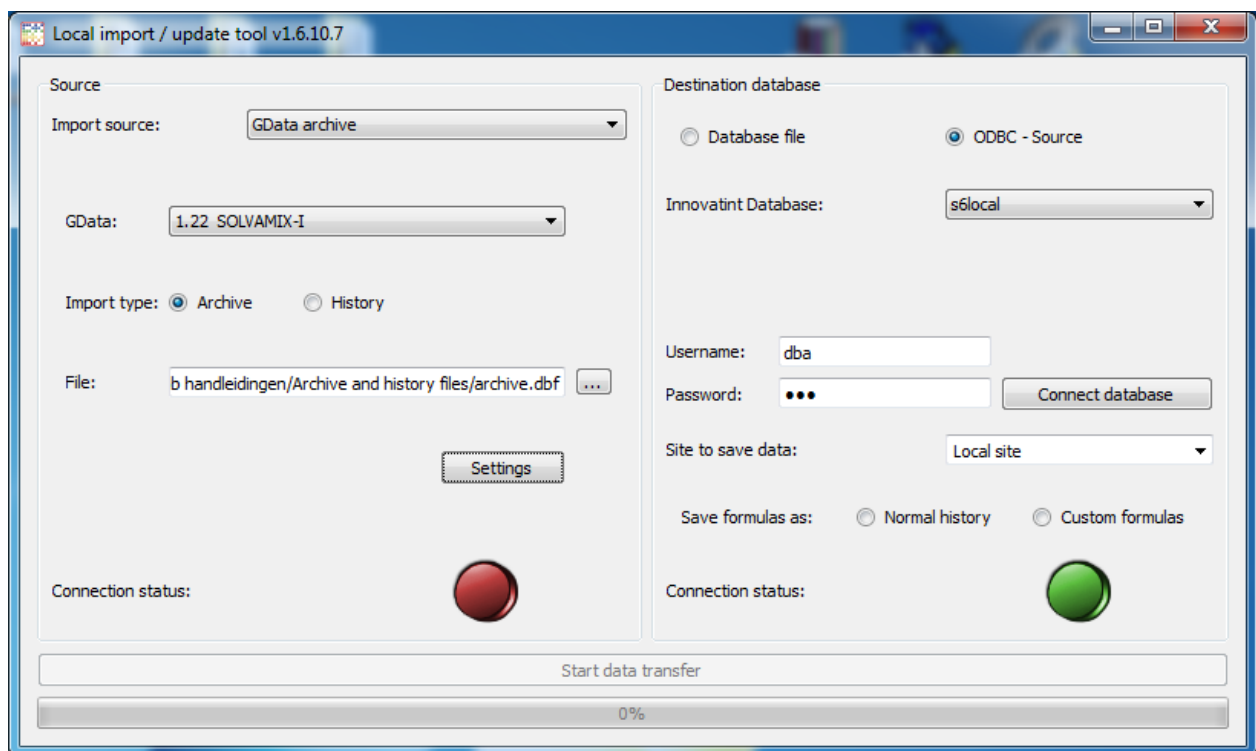 Local import / update tool v1.6.10.7
Source
Import source: GData archive
GData: 1.22 SOLVAMIX-I
Import type: Archive History
File: b handleidingen/Archive and history files/archive.dbf ...
Settings
Connection status:
Destination database
Database file ODBC - Source
Innovatint Database: s6local
Username: dba
Password: •••
Connect database
Site to save data: Local site
Save formulas as: Normal history Custom formulas
Connection status:
Start data transfer
0%